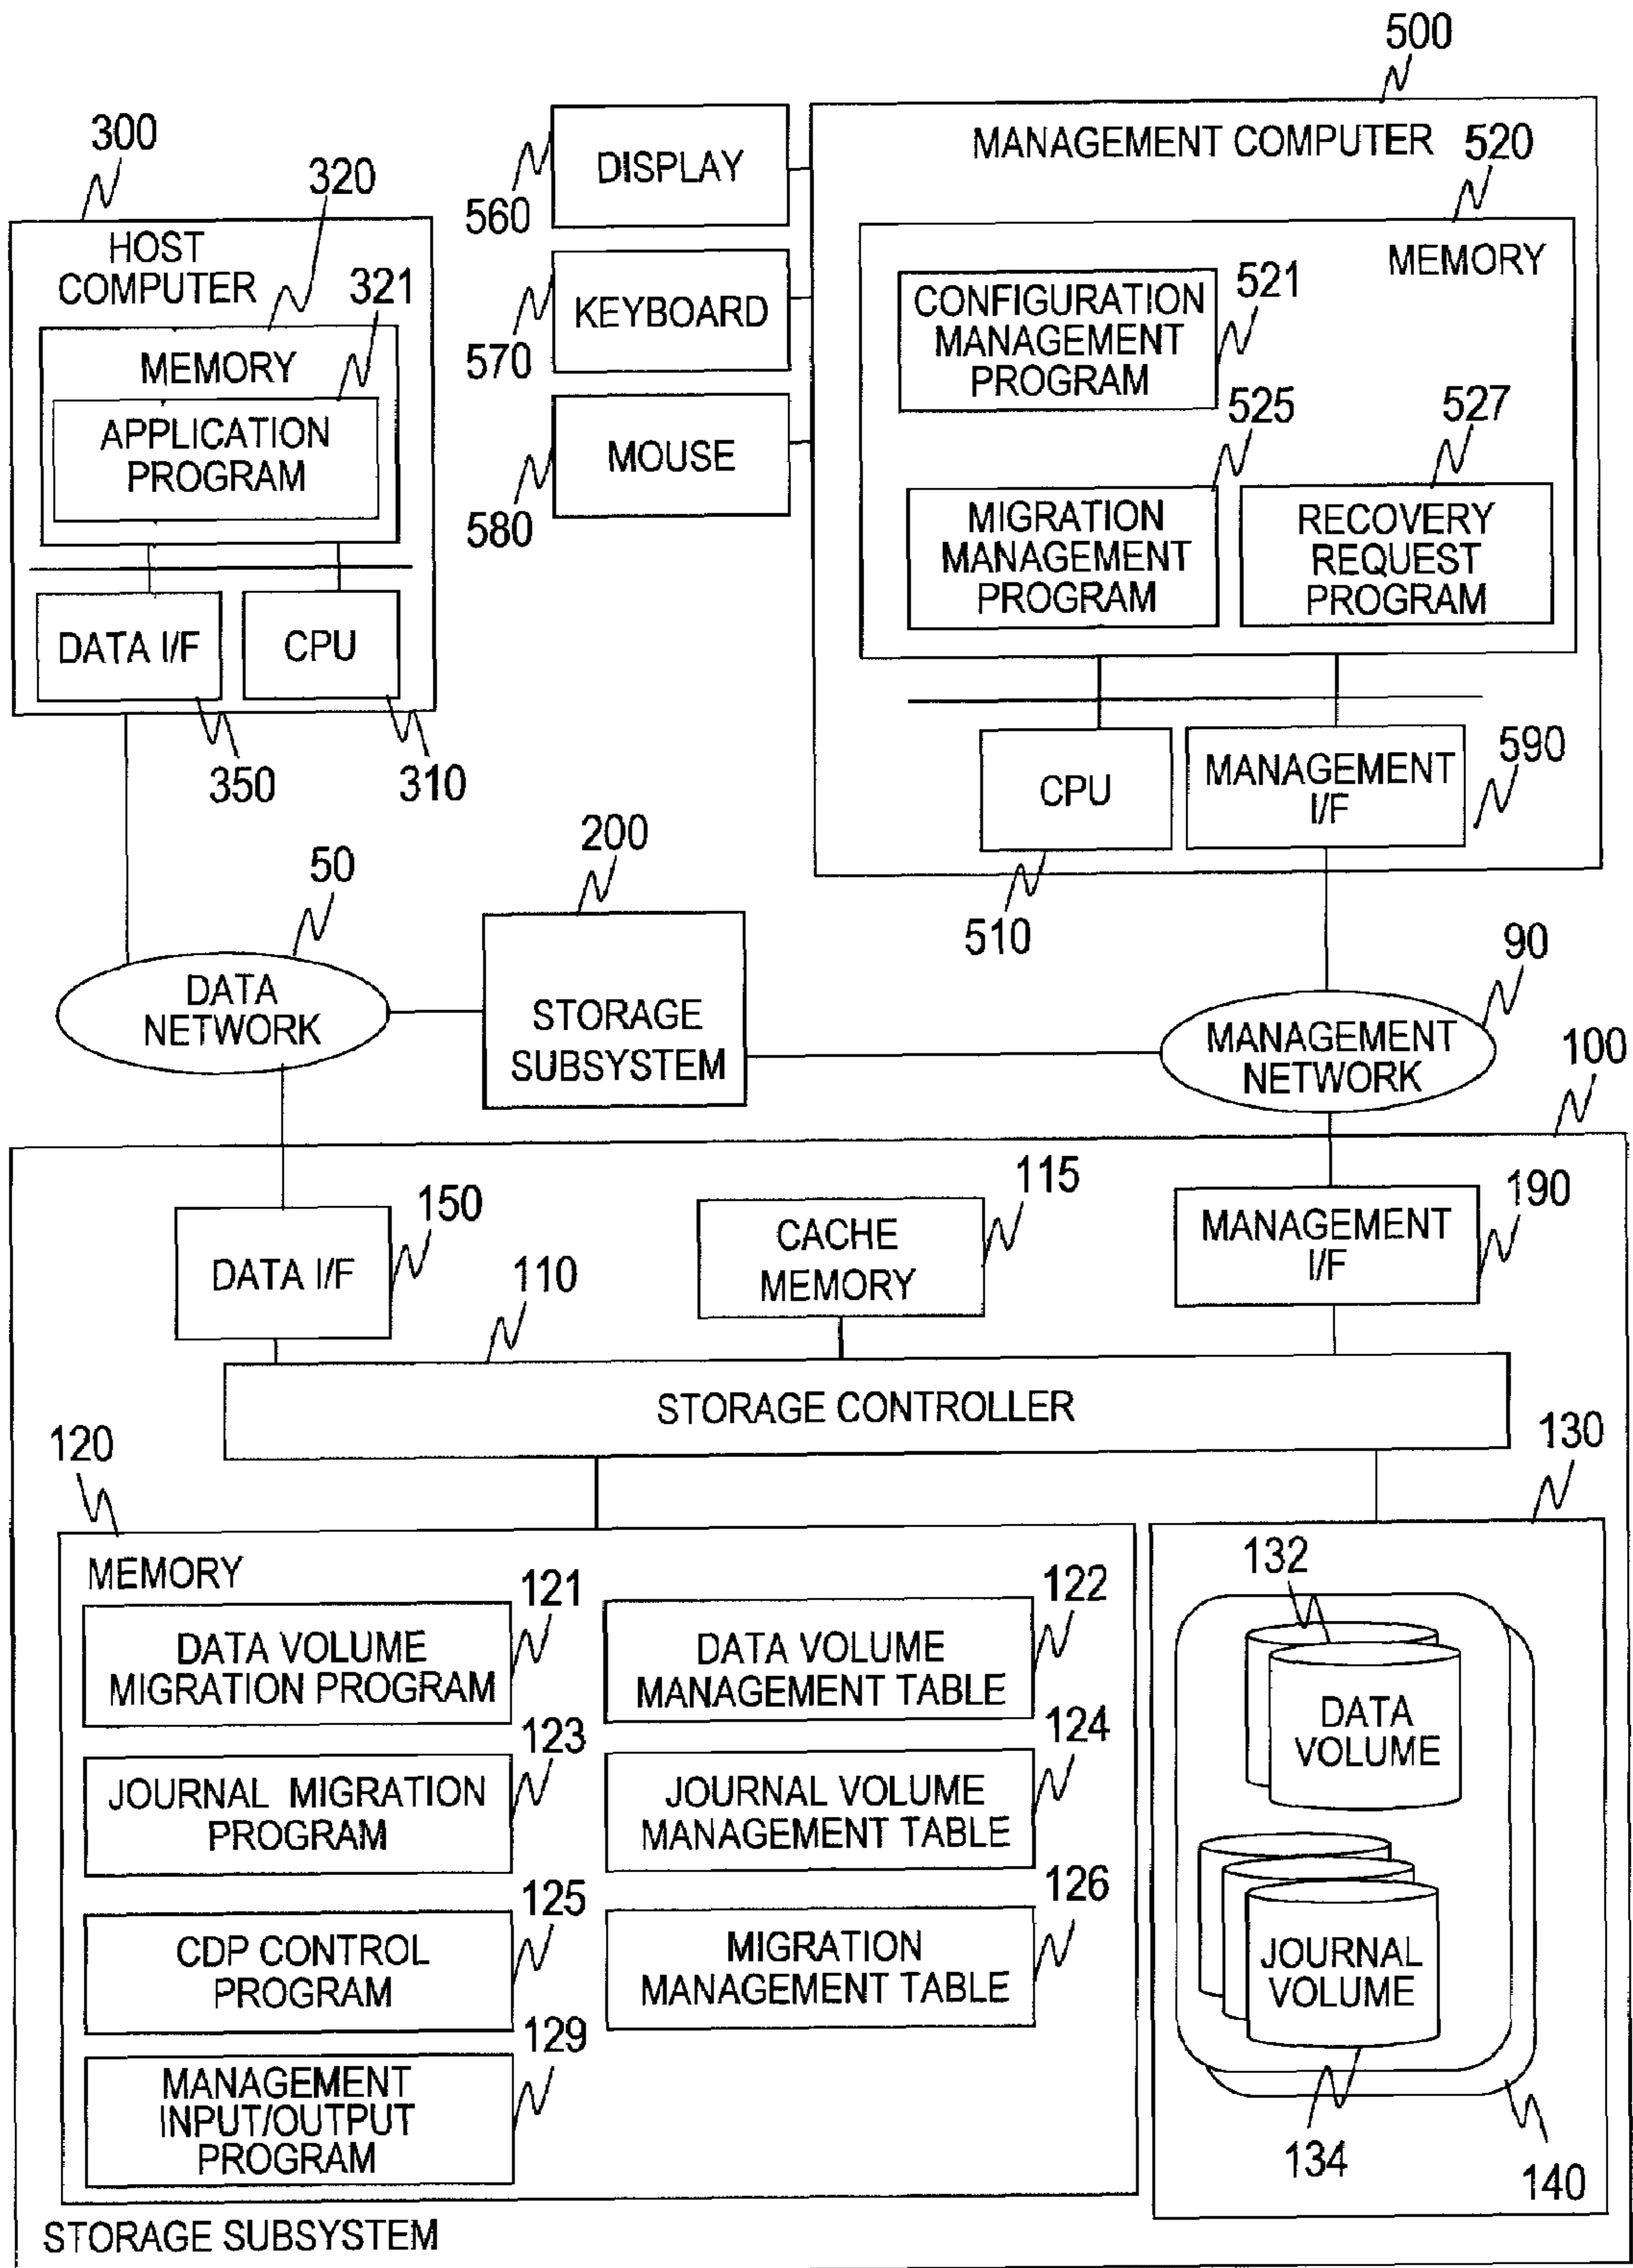 500
300
320
DISPLAY
560
MANAGEMENT COMPUTER
520
HOST
COMPUTER
321
MEMORY
APPLICATION
PROGRAM
KEYBOARD
570
MOUSE
580
MEMORY
CONFIGURATION
MANAGEMENT
PROGRAM
521
525
527
MIGRATION
MANAGEMENT
PROGRAM
RECOVERY
REQUEST
PROGRAM
DATA I/F
CPU
350
310
CPU
MANAGEMENT
I/F
590
510
200
50
90
DATA
NETWORK
STORAGE
SUBSYSTEM
MANAGEMENT
NETWORK
100
150
DATA I/F
110
CACHE
MEMORY
115
MANAGEMENT
I/F
190
STORAGE CONTROLLER
120
130
MEMORY
121
DATA VOLUME
MIGRATION PROGRAM
122
DATA VOLUME
MANAGEMENT TABLE
123
JOURNAL MIGRATION
PROGRAM
124
JOURNAL VOLUME
MANAGEMENT TABLE
125
CDP CONTROL
PROGRAM
126
MIGRATION
MANAGEMENT TABLE
129
MANAGEMENT
INPUT/OUTPUT
PROGRAM
132
DATA
VOLUME
JOURNAL
VOLUME
134
140
STORAGE SUBSYSTEM